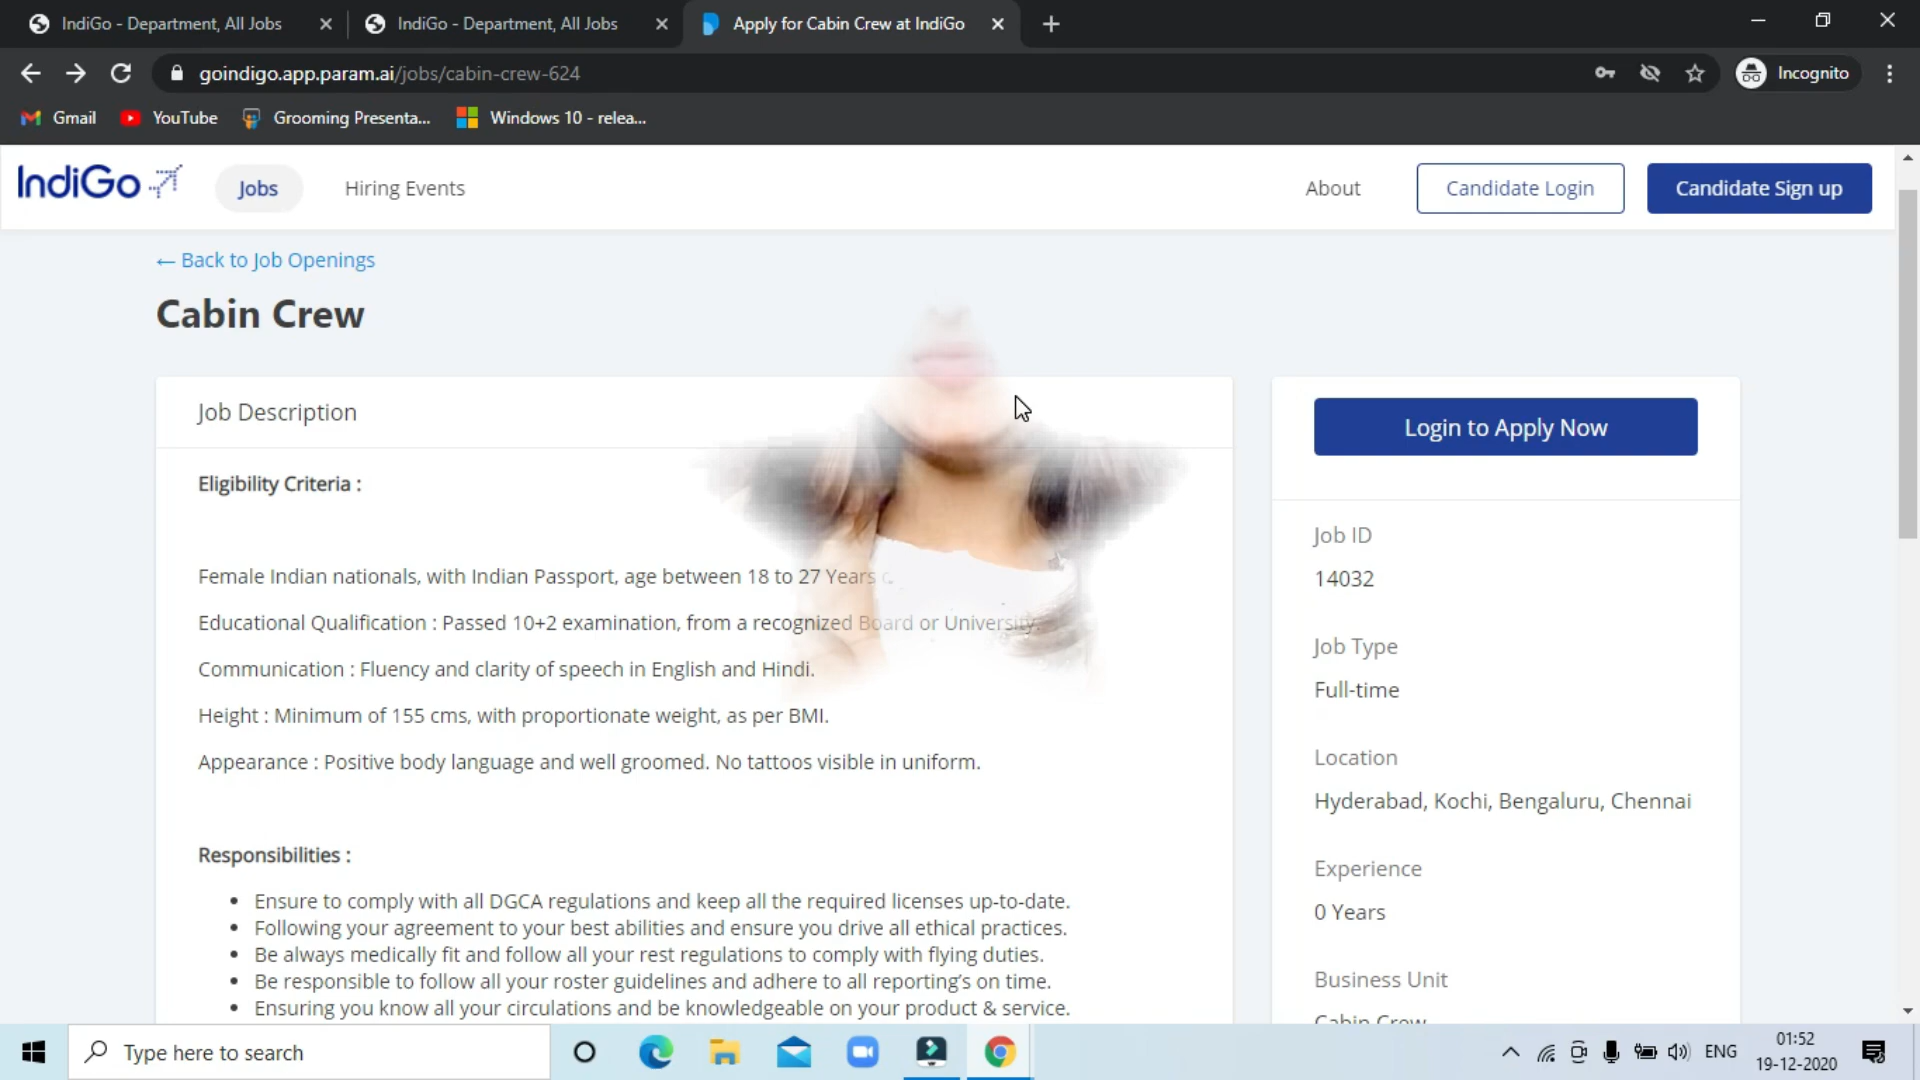 IndiGo - Department, All Jobs
IndiGo - Department, All Jobs
Apply for Cabin Crew at IndiGo
goindigo.app.param.ai/jobs/cabin-crew-624
Incognito
Gmail
YouTube
Grooming Presenta...
Windows 10 - relea...
IndiGo
Jobs
Hiring Events
About
Candidate Login
Candidate Sign up
← Back to Job Openings
Cabin Crew
Job Description
Eligibility Criteria :
Female Indian nationals, with Indian Passport, age between 18 to 27 Years
Educational Qualification : Passed 10+2 examination, from a recognized Board or University.
Communication : Fluency and clarity of speech in English and Hindi.
Height : Minimum of 155 cms, with proportionate weight, as per BMI.
Appearance : Positive body language and well groomed. No tattoos visible in uniform.
Responsibilities :
• Ensure to comply with all DGCA regulations and keep all the required licenses up-to-date.
• Following your agreement to your best abilities and ensure you drive all ethical practices.
• Be always medically fit and follow all your rest regulations to comply with flying duties.
• Be responsible to follow all your roster guidelines and adhere to all reporting's on time.
• Ensuring you know all your circulations and be knowledgeable on your product & service.
Login to Apply Now
Job ID
14032
Job Type
Full-time
Location
Hyderabad, Kochi, Bengaluru, Chennai
Experience
0 Years
Business Unit
Cabin Crew
Type here to search
ENG
01:52
19-12-2020